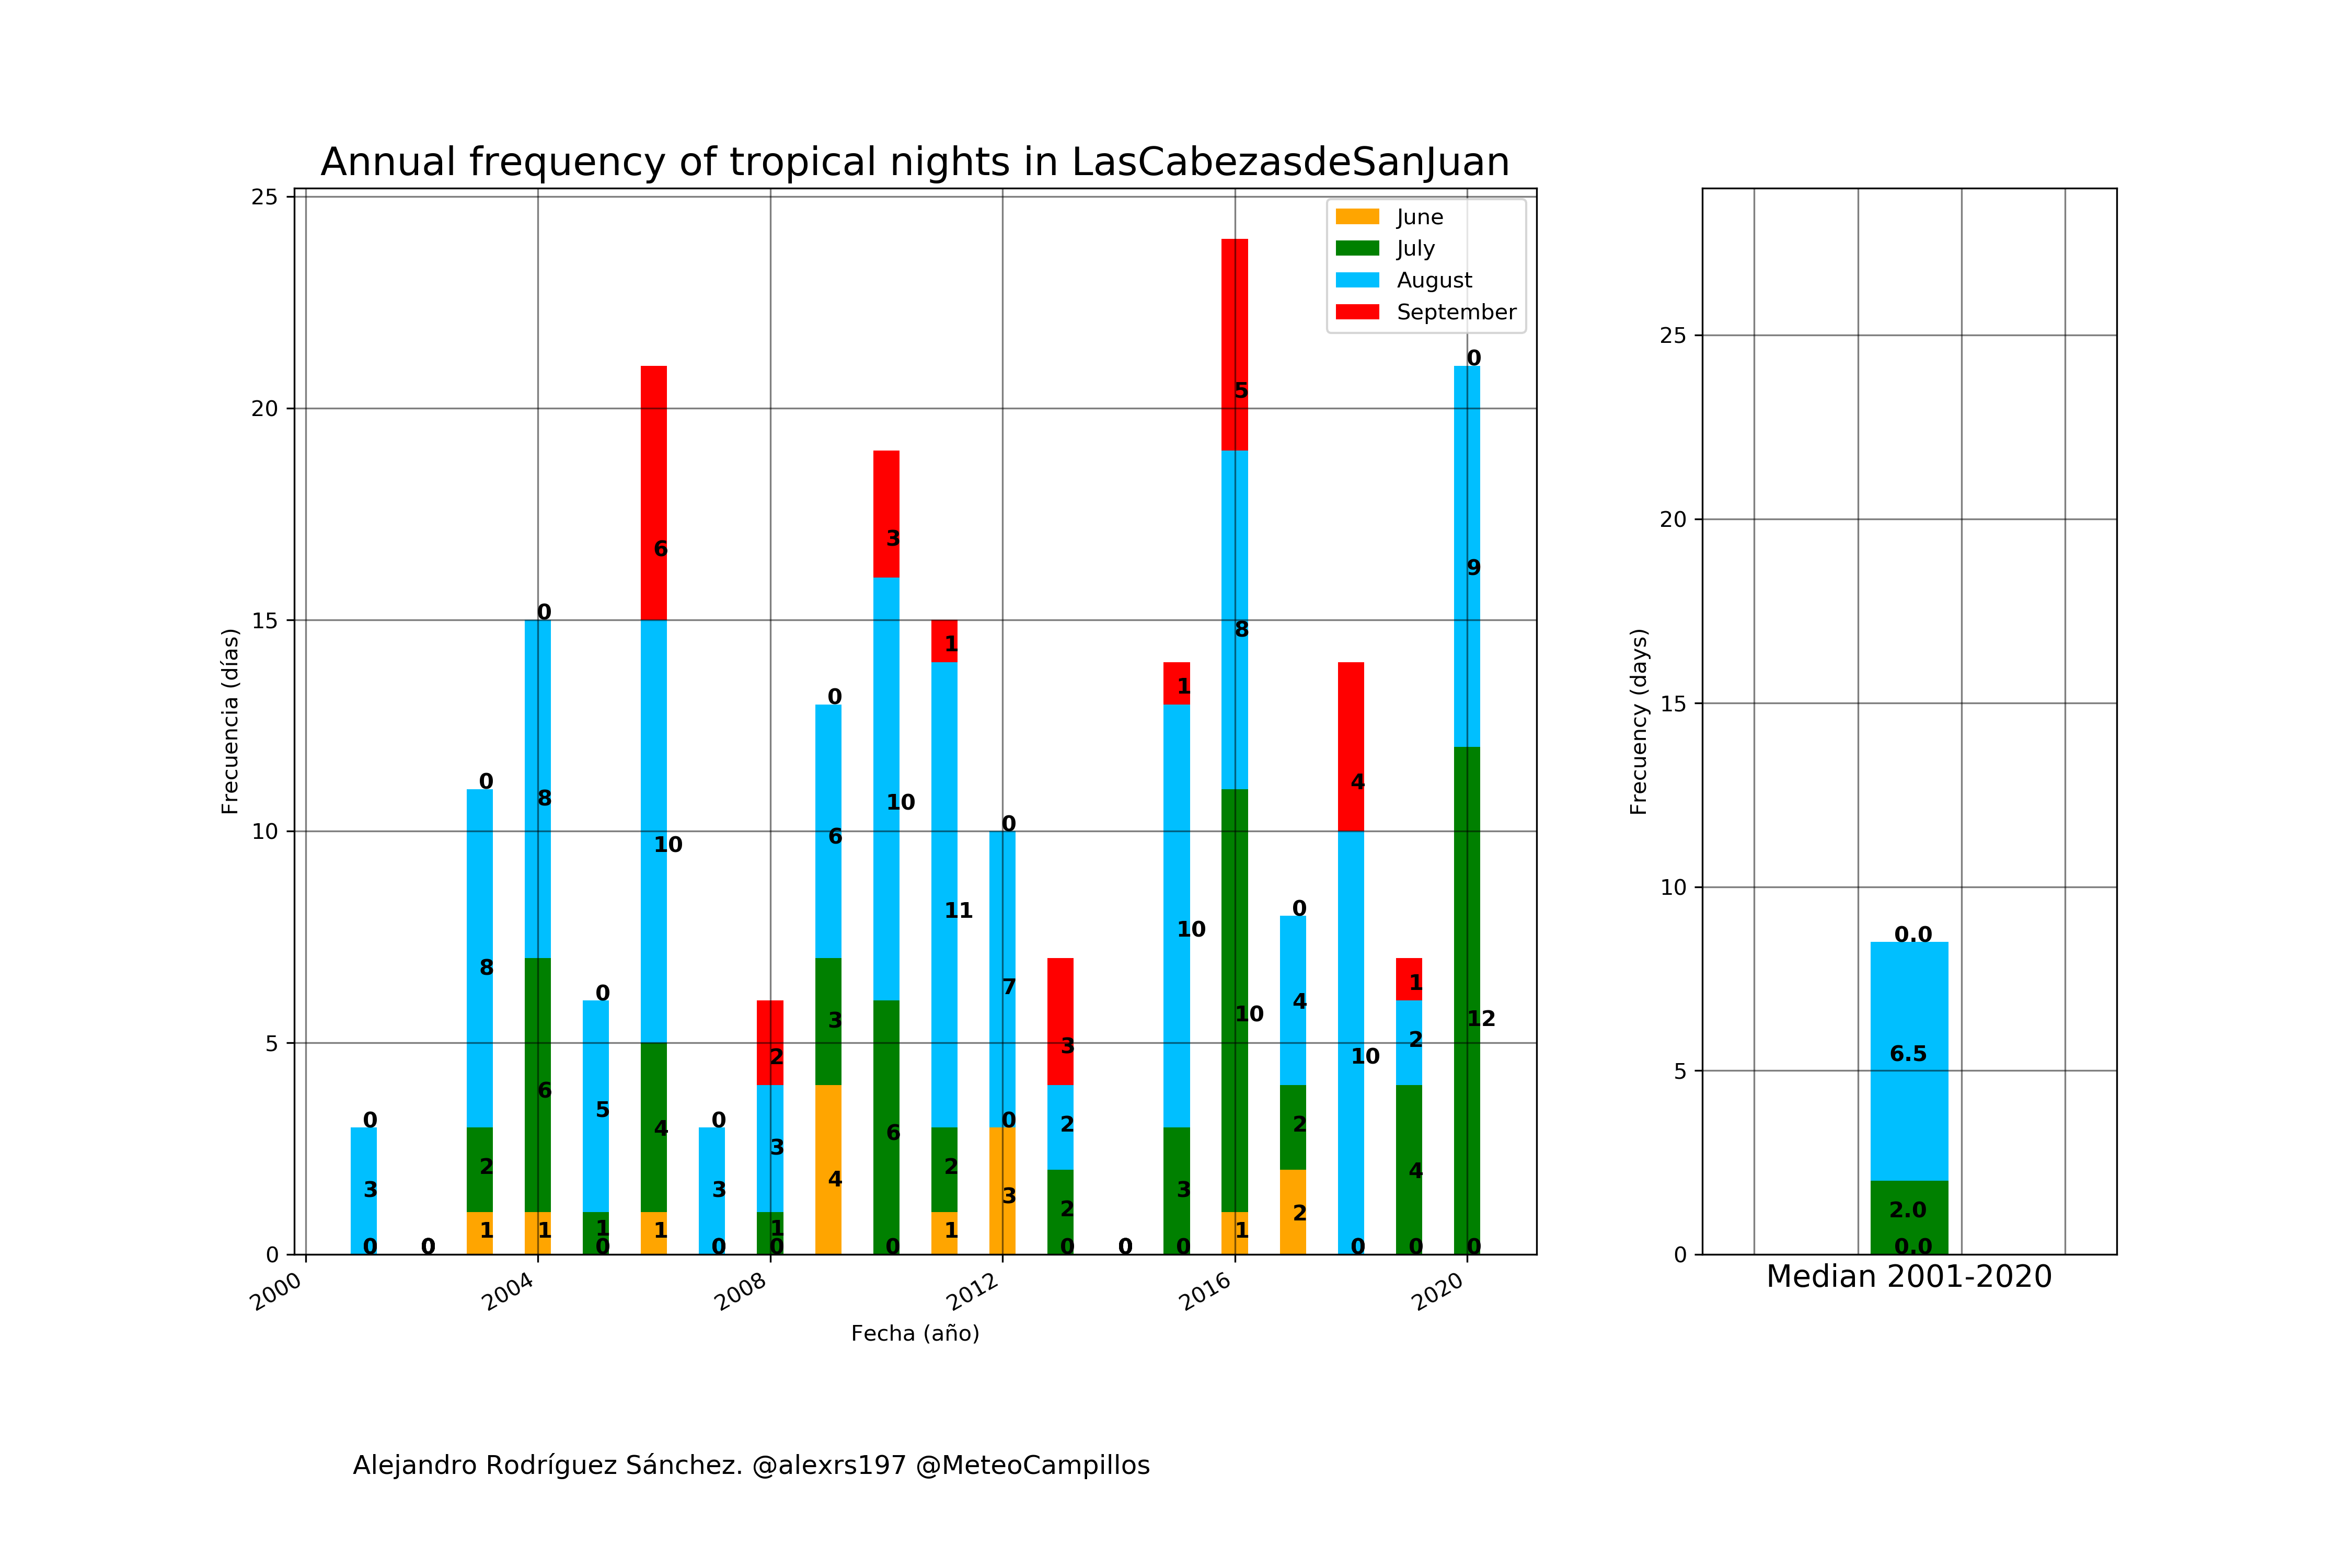 Annual frequency of tropical nights in LasCabezasdeSanJuan
June
July
August
September
Frecuencia (días)
25
20
15
10
5
0
0 3 0
0
0 8 2 1
0 8 6 1
0 5 1 0
6 10 4 1
0 3 0
2 3 1 0
0 6 3 4
3 10 6 0
1 11 2 1
0 7 0 3
3 2 2 0
0
1 10 3 0
5 8 10 1
0 4 2 2
4 10 0
1 2 4 0
0 9 12 0
2000 2004 2008 2012 2016 2020
Fecha (año)
Frecuency (days)
25
20
15
10
5
0
0.0
6.5
2.0
0.0
Median 2001-2020
Alejandro Rodríguez Sánchez. @alexrs197 @MeteoCampillos